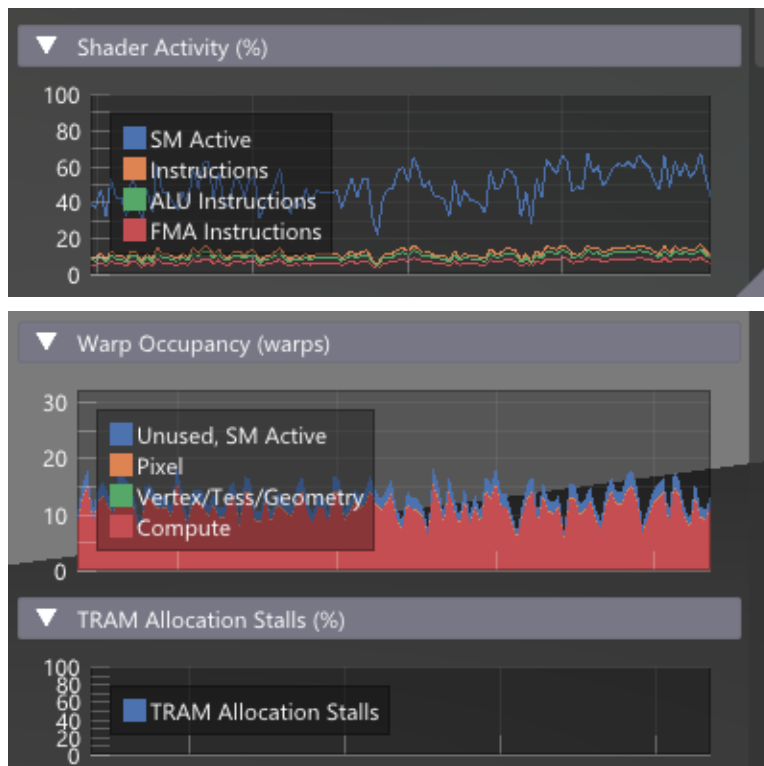 Shader Activity (%)
100
80
60
40
20
0
SM Active
Instructions
ALU Instructions
FMA Instructions
Warp Occupancy (warps)
30
20
10
0
Unused, SM Active
Pixel
Vertex/Tess/Geometry
Compute
TRAM Allocation Stalls (%)
100
80
60
40
20
0
TRAM Allocation Stalls